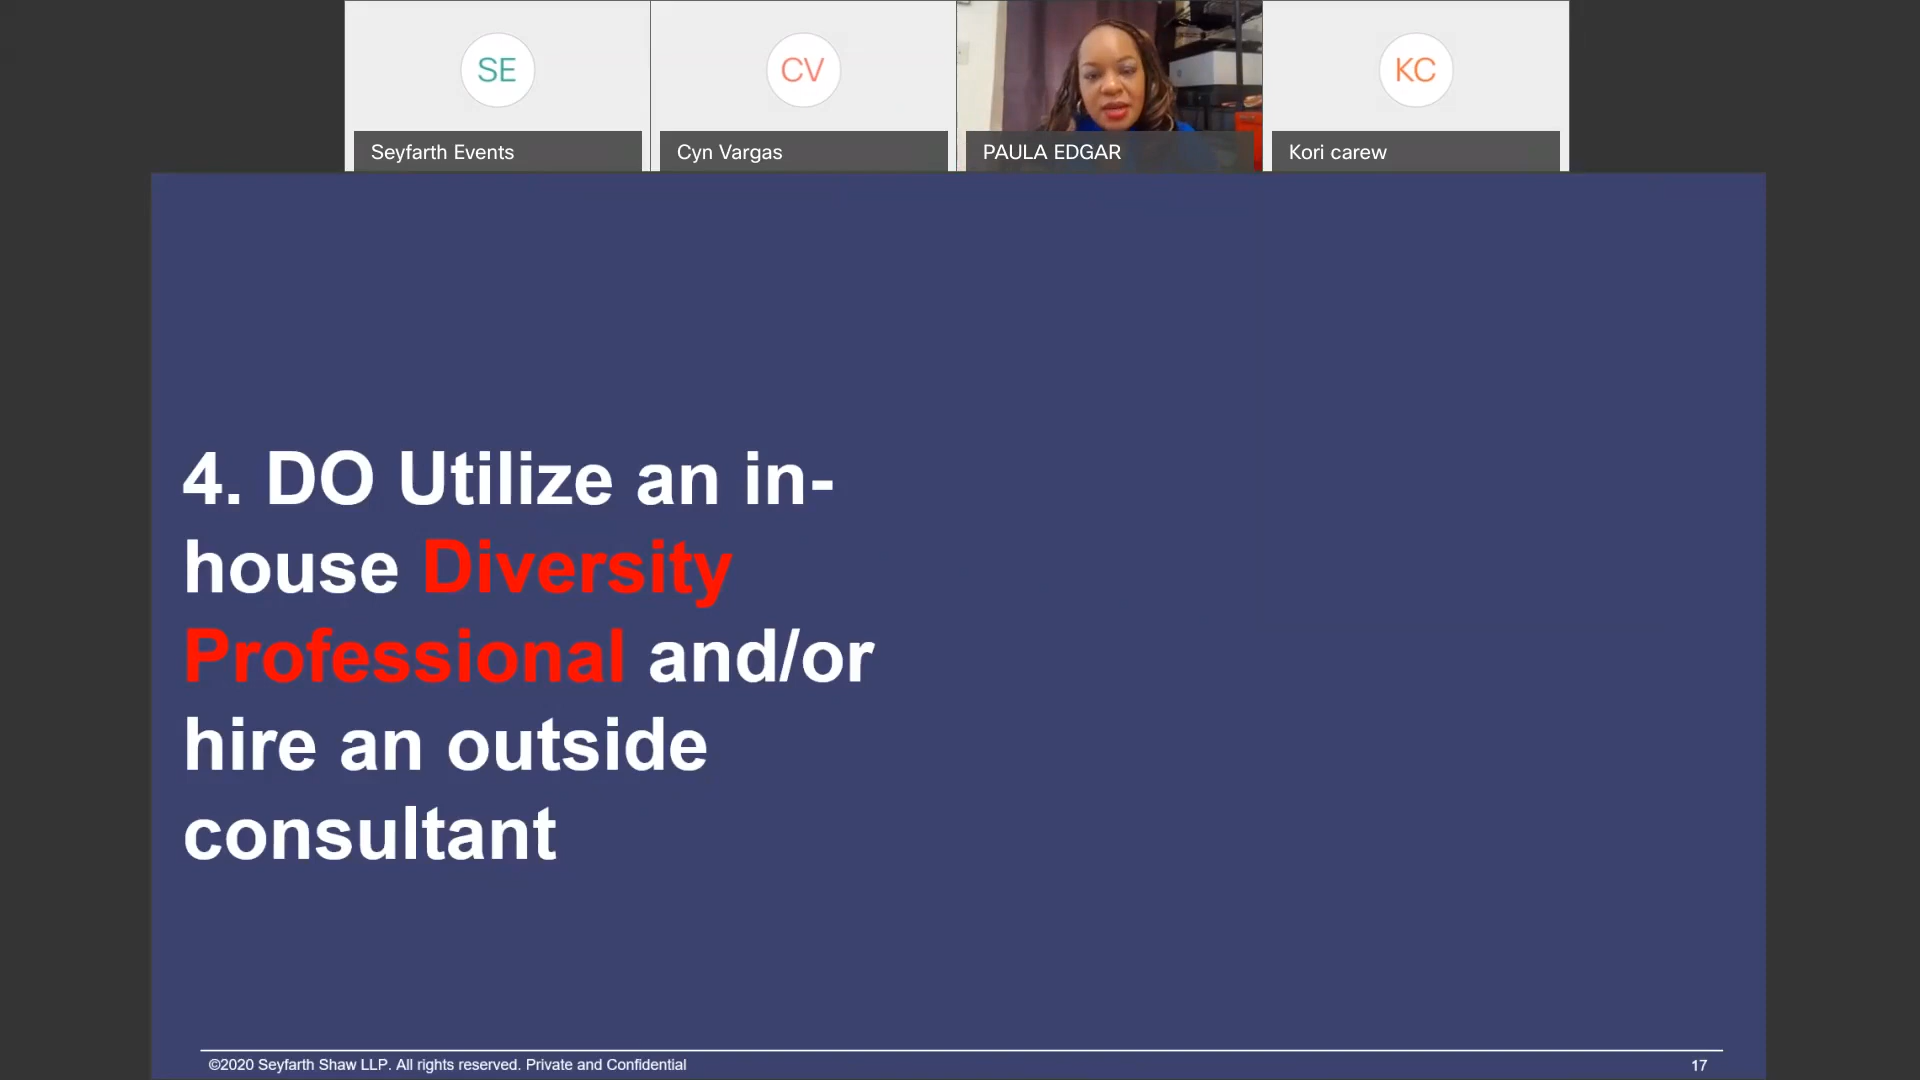 SE
CV
KC
Seyfarth Events
Cyn Vargas
PAULA EDGAR
Kori carew
4. DO Utilize an in-
house Diversity
Professional and/or
hire an outside
consultant
©2020 Seyfarth Shaw LLP. All rights reserved. Private and Confidential
17